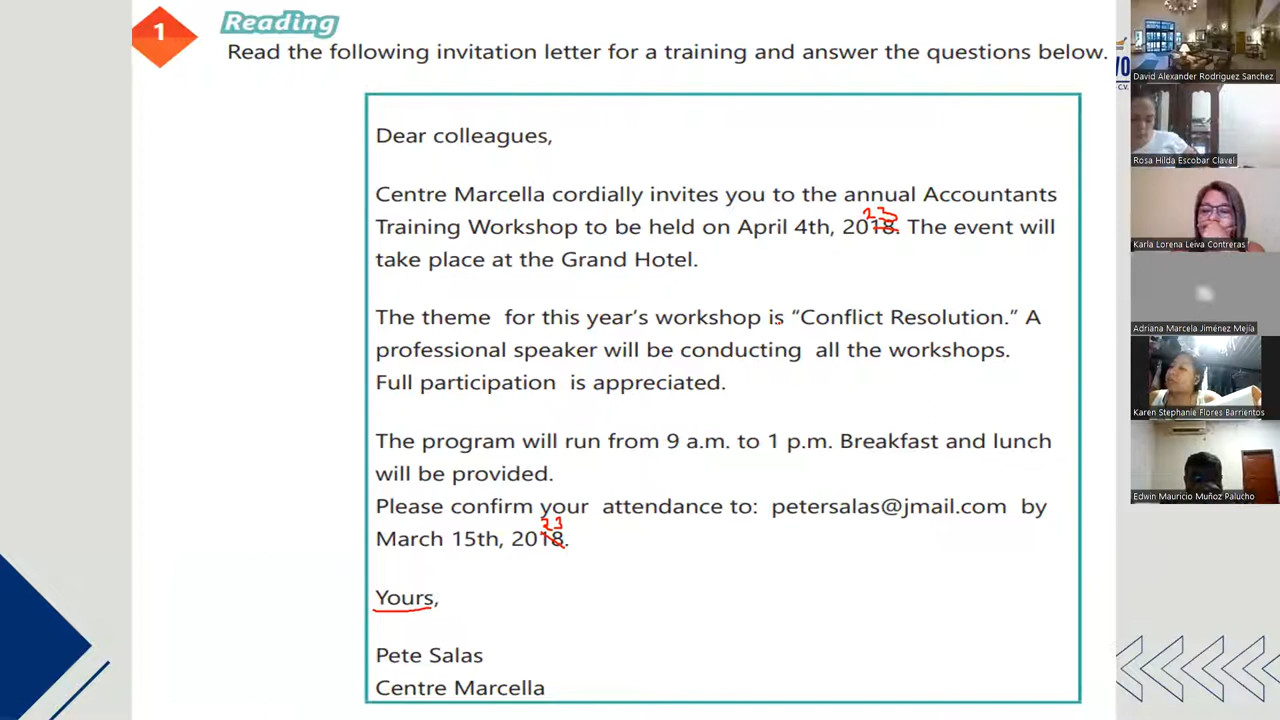 1
Reading
Read the following invitation letter for a training and answer the questions below.
Dear colleagues,
Centre Marcella cordially invites you to the annual Accountants
23
Training Workshop to be held on April 4th, 2018. The event will
take place at the Grand Hotel.
The theme for this year's workshop is “Conflict Resolution.” A
professional speaker will be conducting all the workshops.
Full participation is appreciated.
The program will run from 9 a.m. to 1 p.m. Breakfast and lunch
will be provided.
Please confirm your attendance to: petersalas@jmail.com by
23
March 15th, 2018.
Yours,
Pete Salas
Centre Marcella
VO
C.V.
David Alexander Rodriguez Sanchez
Rosa Hilda Escobar Clavel
Karla Lorena Leiva Contreras
Adriana Marcela Jiménez Mejía
Karen Stephanie Flores Barrientos
Edwin Mauricio Muñoz Palucho